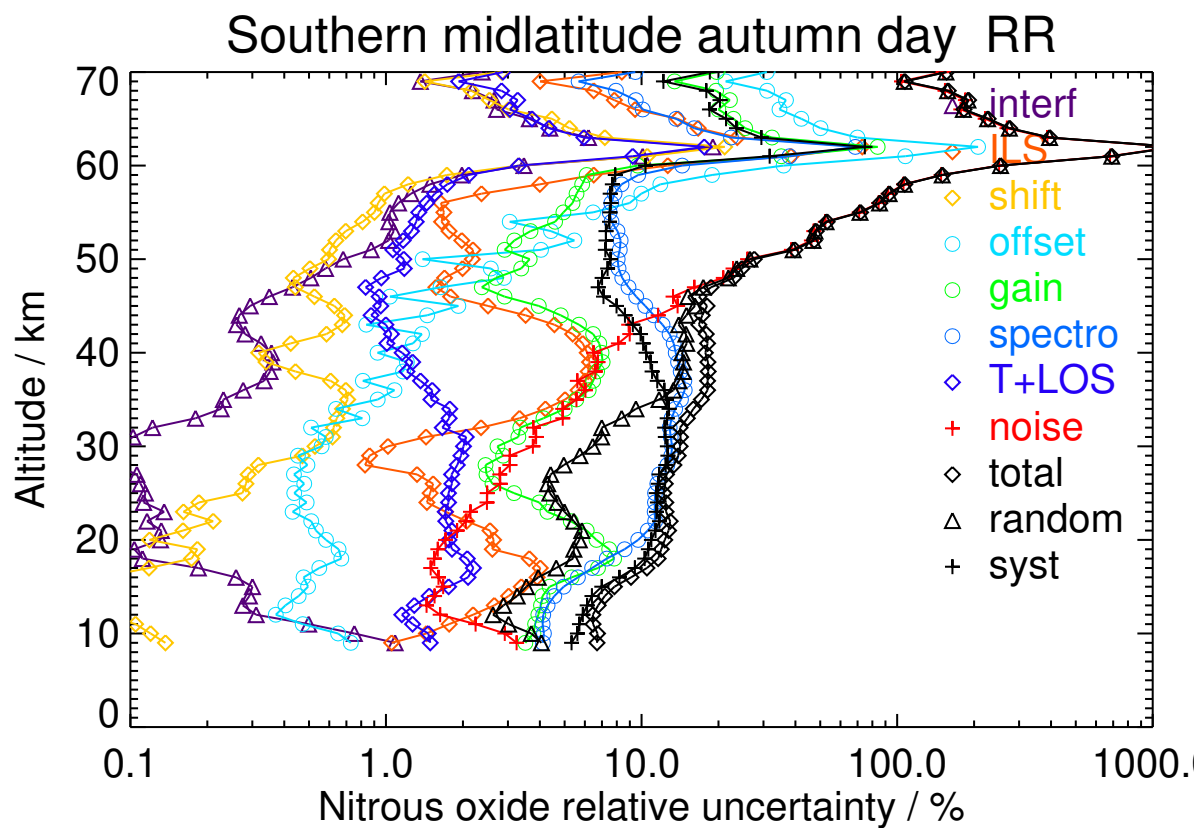 Southern midlatitude autumn day RR
70
60
50
40
30
20
10
0
Altitude / km
interf
ILS
shift
offset
gain
spectro
T+LOS
noise
total
random
syst
0.1 1.0 10.0 100.0 1000.0
Nitrous oxide relative uncertainty / %